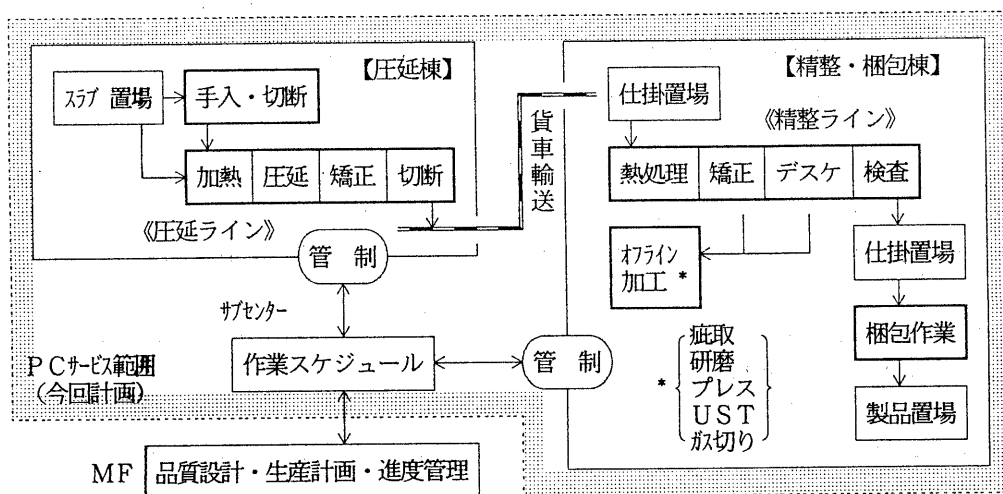 【圧延棟】
スラブ 置場
手入・切断
加熱 圧延 矯正 切断
《圧延ライン》
管 制
貨車輸送
【精整・梱包棟】
仕掛置場
《精整ライン》
熱処理 矯正 デスケ 検査
オフライン
加工 *
仕掛置場
梱包作業
製品置場
サブセンター
作業スケジュール
管 制
* 疵取
研磨
プレス
UST
ガス切り
PCサービス範囲
(今回計画)
MF 品質設計・生産計画・進度管理